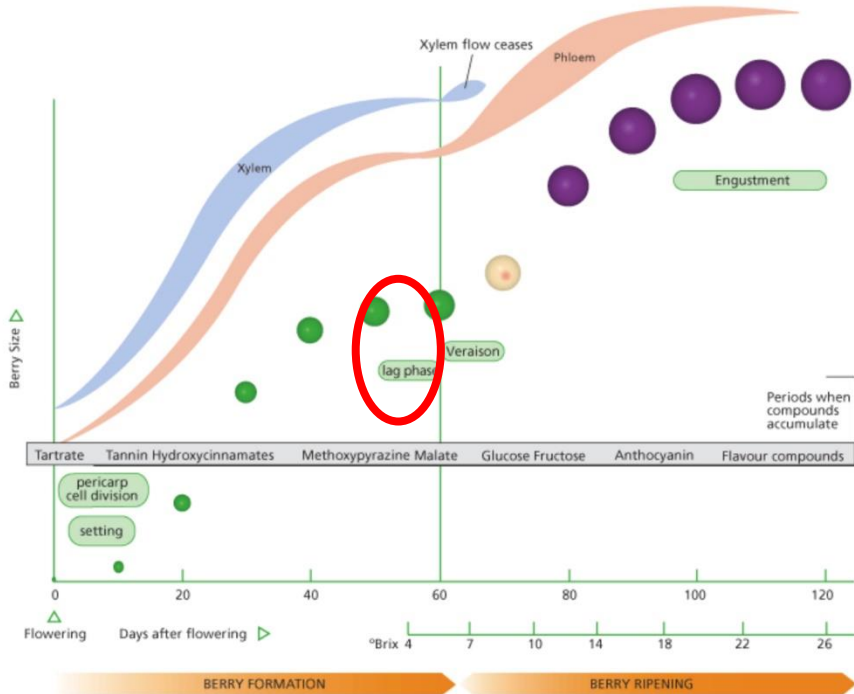 Xylem flow ceases
Phloem
Xylem
Engustment
Berry Size
Veraison
lag phase
Periods when
compounds
accumulate
Tartrate Tannin Hydroxycinnamates Methoxypyrazine Malate Glucose Fructose Anthocyanin Flavour compounds
pericarp
cell division
setting
0 20 40 60 80 100 120
Flowering Days after flowering
°Brix 4 7 10 14 18 22 26
BERRY FORMATION BERRY RIPENING